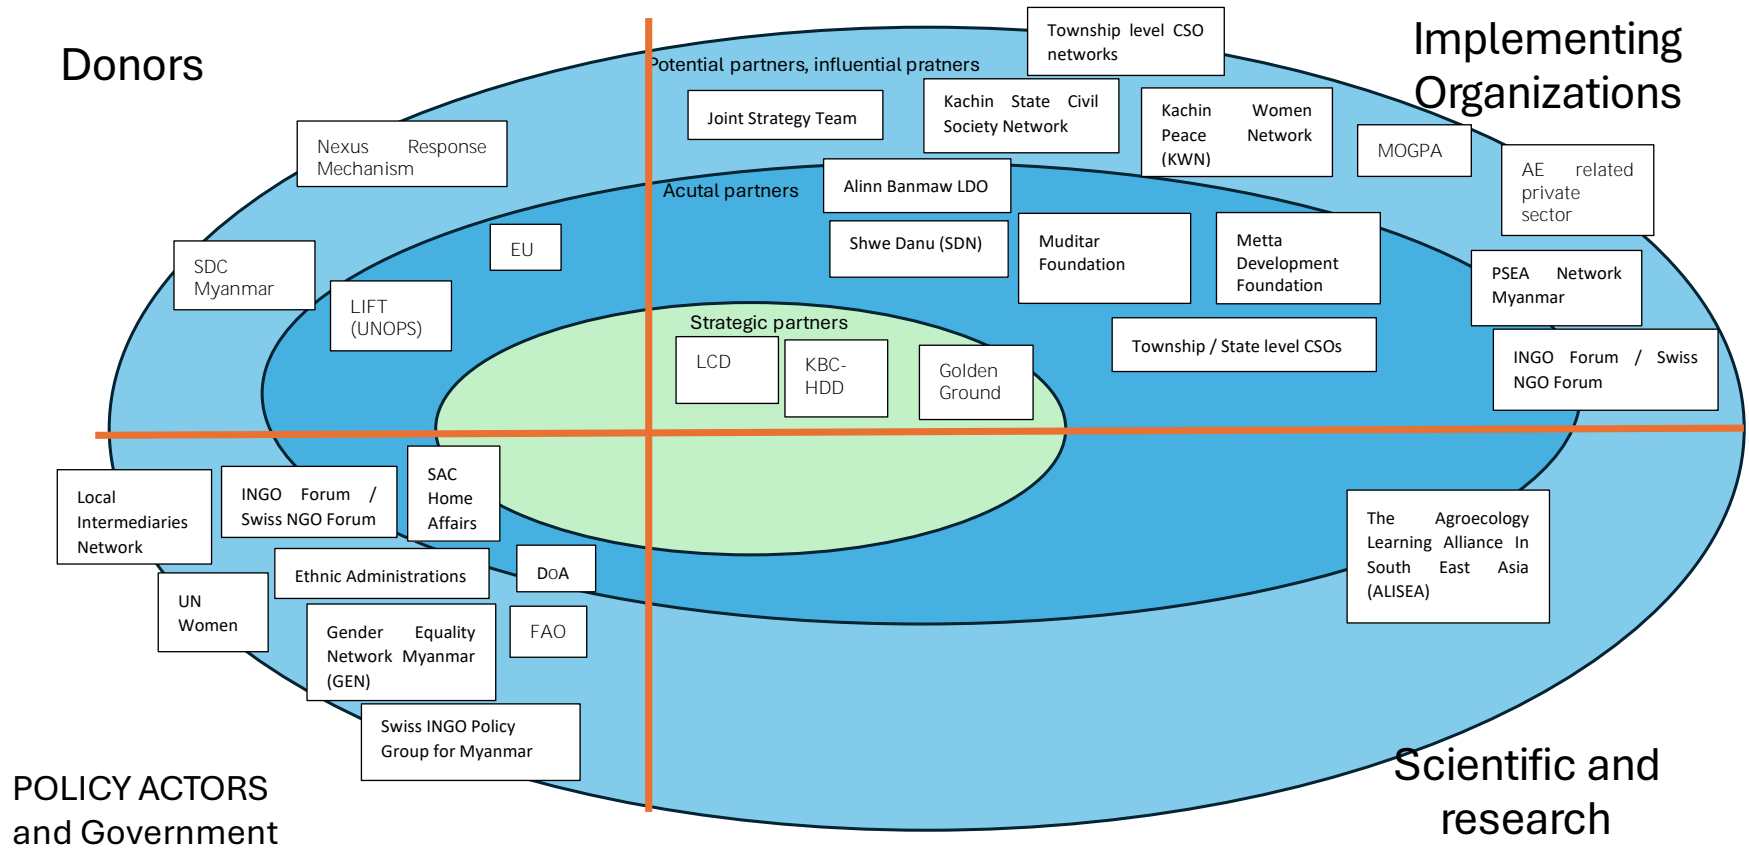 Donors
Implementing
Organizations
Potential partners, influential pratners
Township level CSO
networks
Joint Strategy Team
Kachin State Civil
Society Network
Kachin Women
Peace Network
(KWN)
MOGPA
AE related
private
sector
Nexus Response
Mechanism
Acutal partners
Alinn Banmaw LDO
Shwe Danu (SDN)
Muditar
Foundation
Metta
Development
Foundation
PSEA Network
Myanmar
EU
SDC
Myanmar
LIFT
(UNOPS)
Strategic partners
LCD
KBC-
HDD
Golden
Ground
Township / State level CSOs
INGO Forum / Swiss
NGO Forum
Local
Intermediaries
Network
INGO Forum /
Swiss NGO Forum
SAC
Home
Affairs
Ethnic Administrations
DoA
UN
Women
Gender Equality
Network Myanmar
(GEN)
FAO
Swiss INGO Policy
Group for Myanmar
The Agroecology
Learning Alliance In
South East Asia
(ALISEA)
POLICY ACTORS
and Government
Scientific and
research